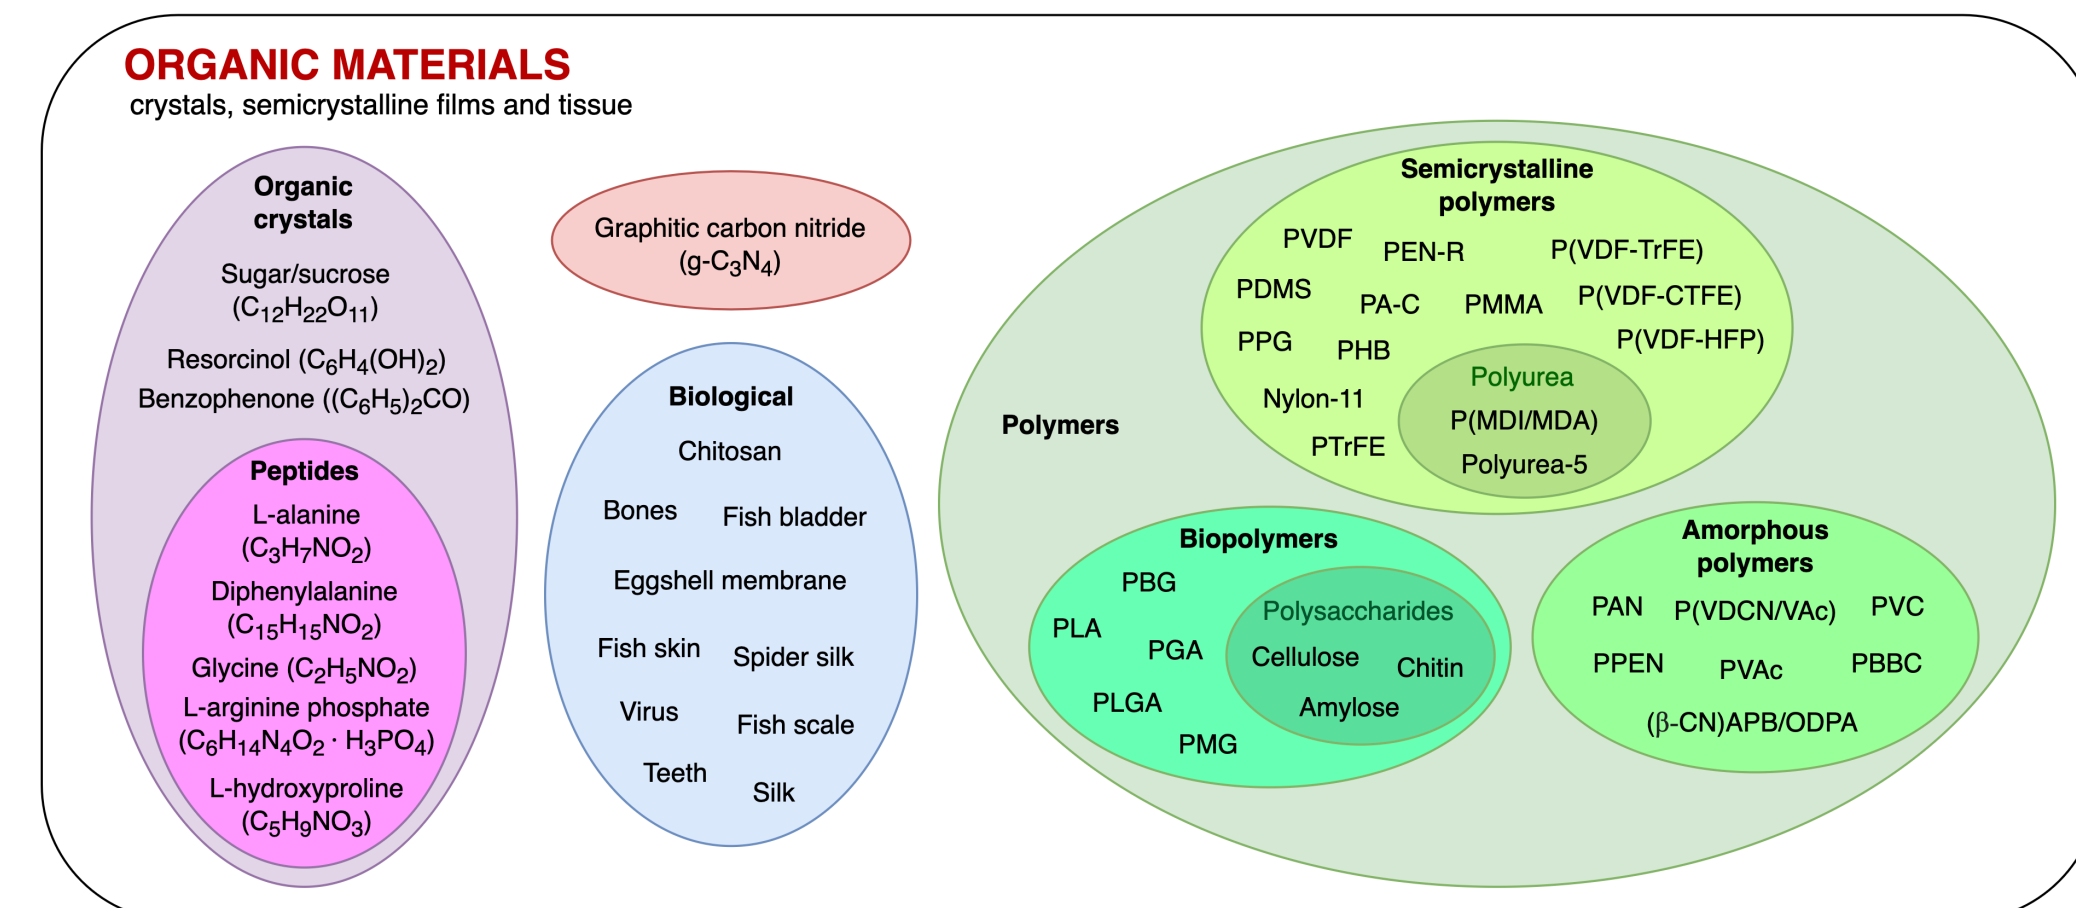 ORGANIC MATERIALS
crystals, semicrystalline films and tissue
Organic
crystals
Sugar/sucrose
(C₁₂H₂₂O₁₁)
Resorcinol (C₆H₄(OH)₂)
Benzophenone ((C₆H₅)₂CO)
Peptides
L-alanine
(C₃H₇NO₂)
Diphenylalanine
(C₁₅H₁₅NO₂)
Glycine (C₂H₅NO₂)
L-arginine phosphate
(C₆H₁₄N₄O₂ · H₃PO₄)
L-hydroxyproline
(C₅H₉NO₃)
Graphitic carbon nitride
(g-C₃N₄)
Biological
Chitosan
Bones
Fish bladder
Eggshell membrane
Fish skin
Spider silk
Virus
Fish scale
Teeth
Silk
Polymers
Semicrystalline
polymers
PVDF
PEN-R
P(VDF-TrFE)
PDMS
PA-C
PMMA
P(VDF-CTFE)
PPG
PHB
P(VDF-HFP)
Nylon-11
PTrFE
Polyurea
P(MDI/MDA)
Polyurea-5
Biopolymers
PBG
PLA
PGA
PLGA
PMG
Polysaccharides
Cellulose
Chitin
Amylose
Amorphous
polymers
PAN
P(VDCN/VAc)
PVC
PPEN
PVAc
PBBC
(β-CN)APB/ODPA